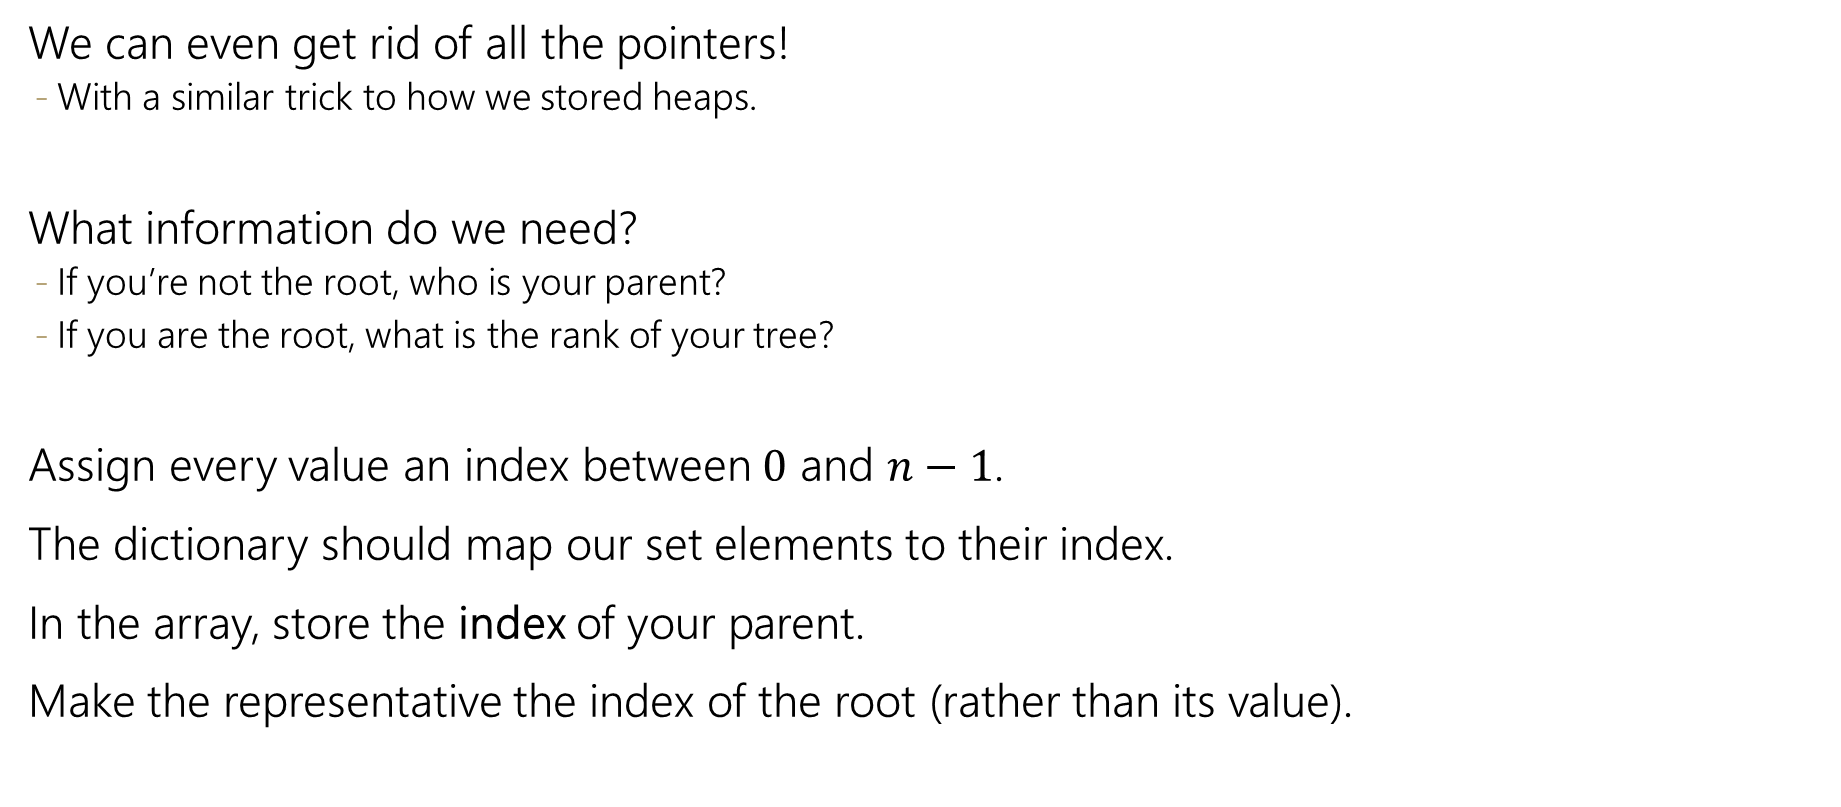 We can even get rid of all the pointers!
- With a similar trick to how we stored heaps.
What information do we need?
- If you’re not the root, who is your parent?
- If you are the root, what is the rank of your tree?
Assign every value an index between 0 and n − 1.
The dictionary should map our set elements to their index.
In the array, store the index of your parent.
Make the representative the index of the root (rather than its value).